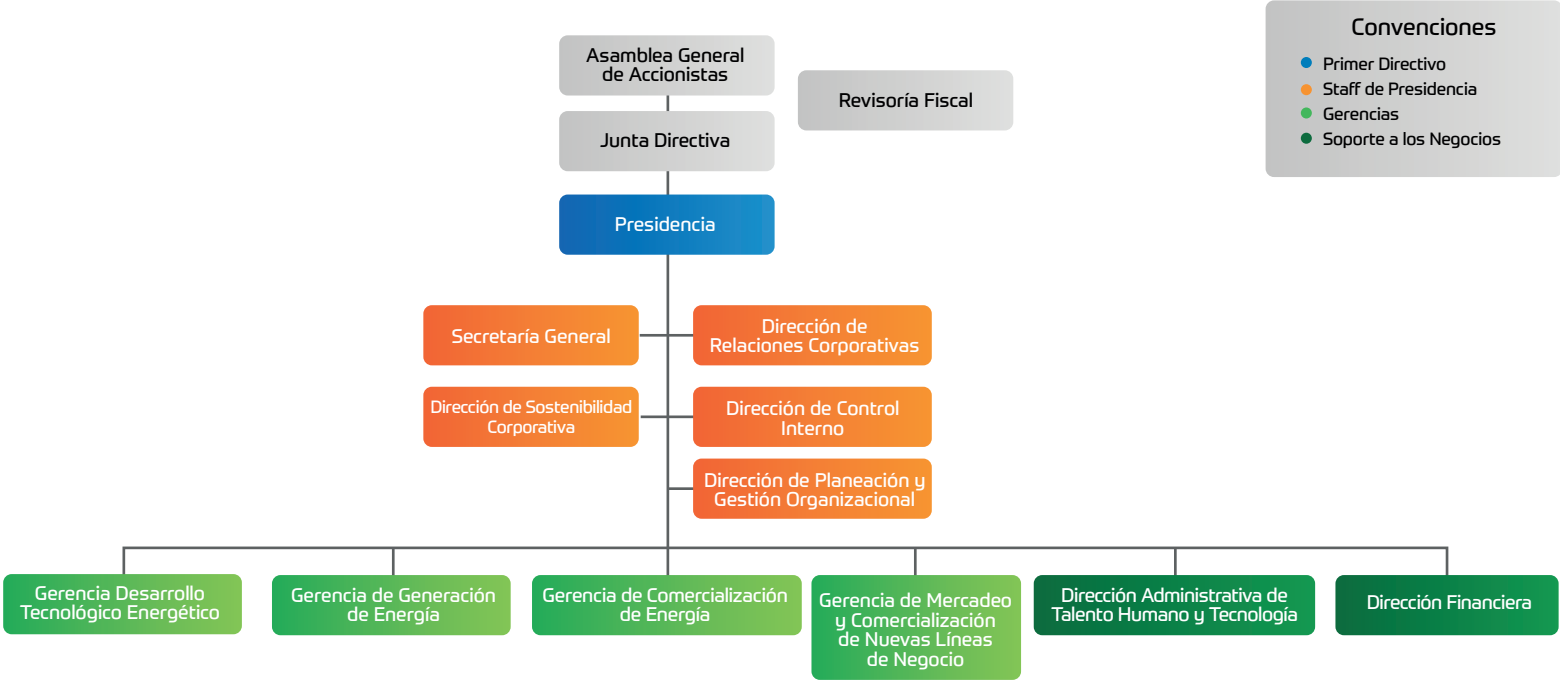 Convenciones
Primer Directivo
Staff de Presidencia
Gerencias
Soporte a los Negocios
Asamblea General
de Accionistas
Revisoría Fiscal
Junta Directiva
Presidencia
Secretaría General
Dirección de
Relaciones Corporativas
Dirección de Sostenibilidad
Corporativa
Dirección de Control
Interno
Dirección de Planeación y
Gestión Organizacional
Gerencia Desarrollo
Tecnológico Energético
Gerencia de Generación
de Energía
Gerencia de Comercialización
de Energía
Gerencia de Mercadeo
y Comercialización
de Nuevas Líneas
de Negocio
Dirección Administrativa de
Talento Humano y Tecnología
Dirección Financiera